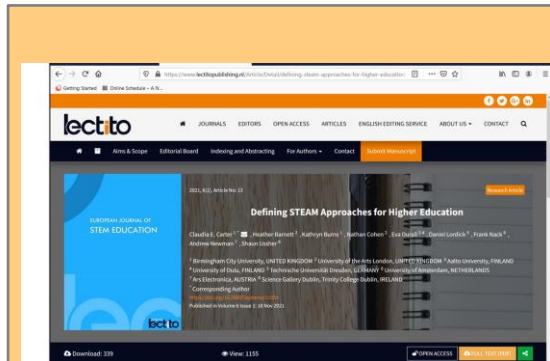 https://www.lectitopublishing.nl/Article/Detail/defining-steam-approaches-for-higher-education
Getting Started Online Schedule - A N...
lectito
JOURNALS EDITORS OPEN ACCESS ARTICLES ENGLISH EDITING SERVICE ABOUT US CONTACT
Aims & Scope Editorial Board Indexing and Abstracting For Authors Contact Submit Manuscript
2021, 6(1), Article No: 13
Research Article
EUROPEAN JOURNAL OF
STEM EDUCATION
Defining STEAM Approaches for Higher Education
Claudia E. Carter 1 *, Heather Barnett 2, Kathryn Burns 1, Nathan Cohen 2, Eva Durall 3 4, Daniel Lordick 5, Frank Nack 6,
Andrew Newman 7, Shaun Ussher 8
1 Birmingham City University, UNITED KINGDOM 2 University of the Arts London, UNITED KINGDOM 3 Aalto University, FINLAND
4 University of Oulu, FINLAND 5 Technische Universität Dresden, GERMANY 6 University of Amsterdam, NETHERLANDS
7 Ars Electronica, AUSTRIA 8 Science Gallery Dublin, Trinity College Dublin, IRELAND
* Corresponding Author
Published in Volume 6 Issue 1: 18 Nov 2021
lectito
Download: 339 View: 1155 OPEN ACCESS FULL TEXT (PDF)